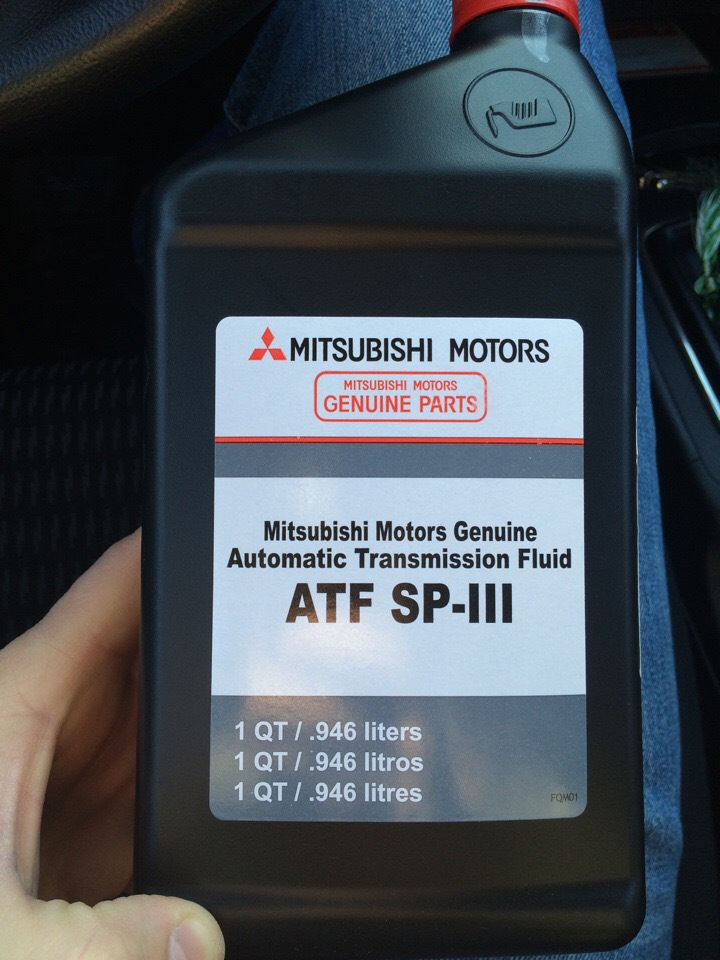 MITSUBISHI MOTORS
MITSUBISHI MOTORS
GENUINE PARTS
Mitsubishi Motors Genuine
Automatic Transmission Fluid
ATF SP-III
1 QT / .946 liters
1 QT / .946 litros
1 QT / .946 litres
FQM01